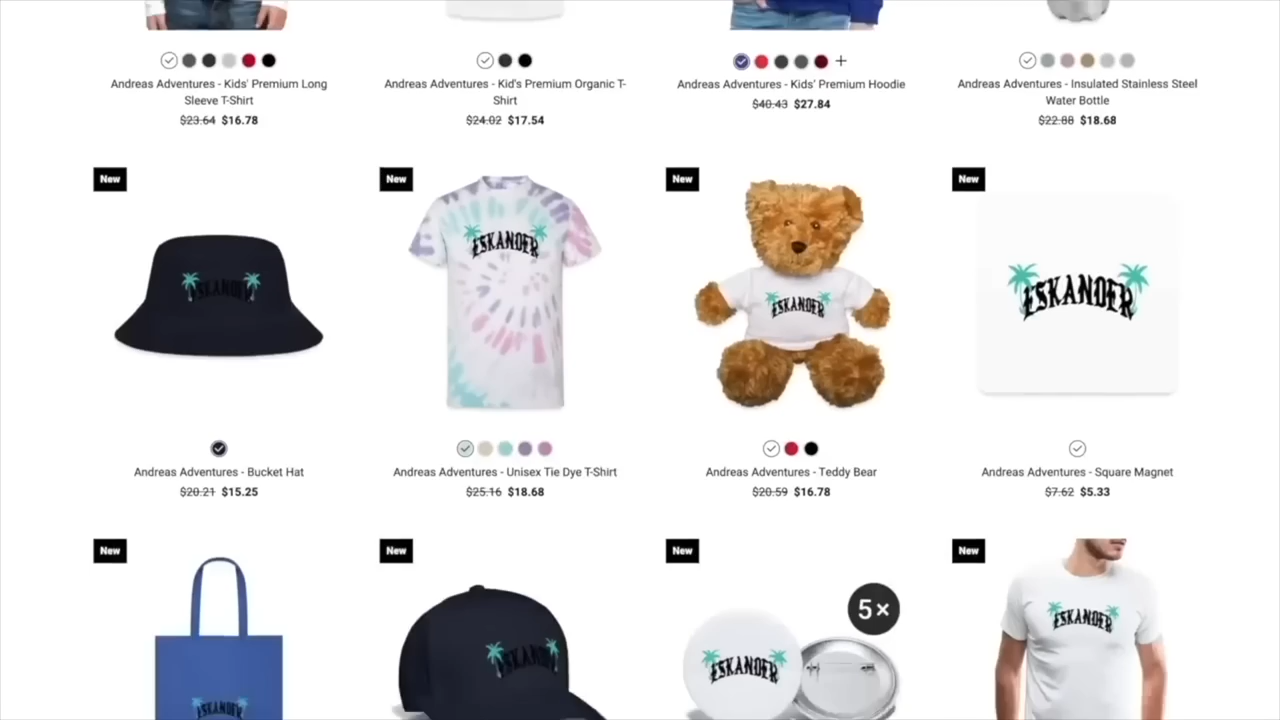 Andreas Adventures - Kids' Premium Long
Sleeve T-Shirt
$23.64 $16.78
Andreas Adventures - Kid's Premium Organic T-
Shirt
$24.02 $17.54
Andreas Adventures - Kids' Premium Hoodie
$40.43 $27.84
Andreas Adventures - Insulated Stainless Steel
Water Bottle
$22.88 $18.68
New
ESKANDER
Andreas Adventures - Bucket Hat
$20.21 $15.25
New
ESKANDER
Andreas Adventures - Unisex Tie Dye T-Shirt
$25.16 $18.68
New
ESKANDER
Andreas Adventures - Teddy Bear
$20.59 $16.78
New
ESKANDER
Andreas Adventures - Square Magnet
$7.62 $5.33
New
ESKANDER
New
ESKANDER
New
5×
ESKANDER
New
ESKANDER